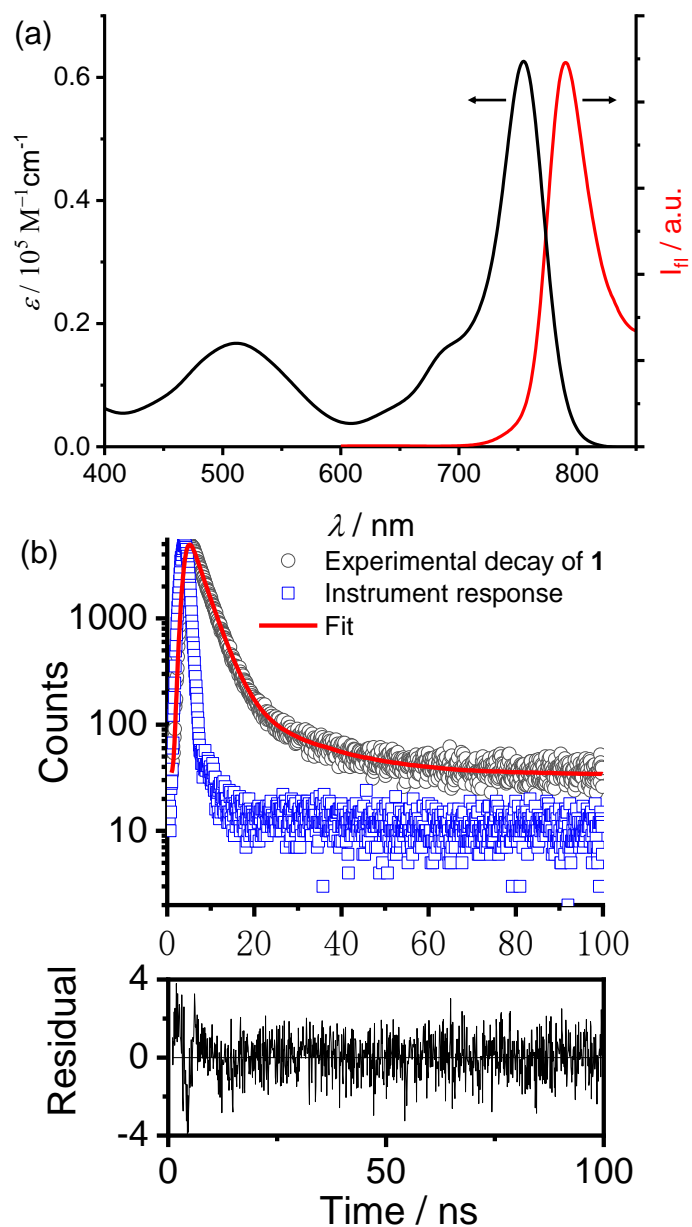 (a)
0.6
0.4
0.2
0.0
ε / 10⁵ M⁻¹cm⁻¹
I_fl / a.u.
400 500 600 700 800
λ / nm
(b)
Experimental decay of 1
Instrument response
Fit
1000
100
10
Counts
0 20 40 60 80 100
4
0
-4
Residual
0 50 100
Time / ns